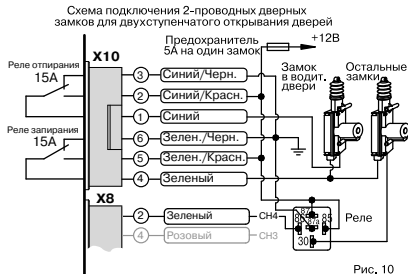 Схема подключения 2-проводных дверных
замков для двухступенчатого открывания дверей
Предохранитель
5А на один замок
+12В
Реле отпирания
15А
X10
3 Синий/Черн.
2 Синий/Красн.
1 Синий
6 Зелен./Черн.
5 Зелен./Красн.
4 Зеленый
Замок
в водит.
двери
Остальные
замки
Реле запирания
15А
X8
2 Зеленый CH4
4 Розовый CH3
87
86 87a 85
30
Реле
Рис. 10